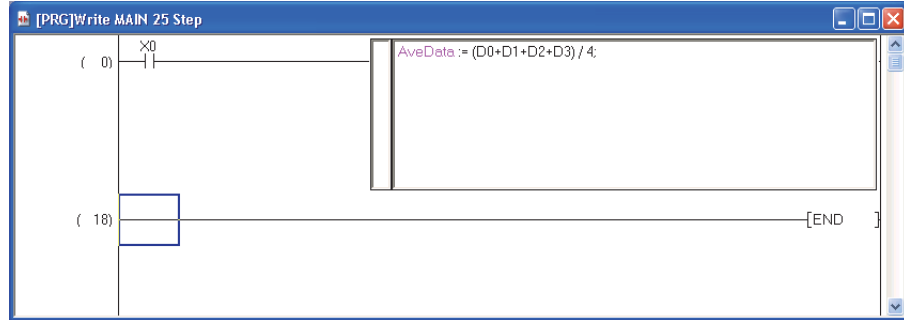 [PRG]Write MAIN 25 Step
X0
( 0)
AveData := (D0+D1+D2+D3) / 4;
( 18)
[END ]